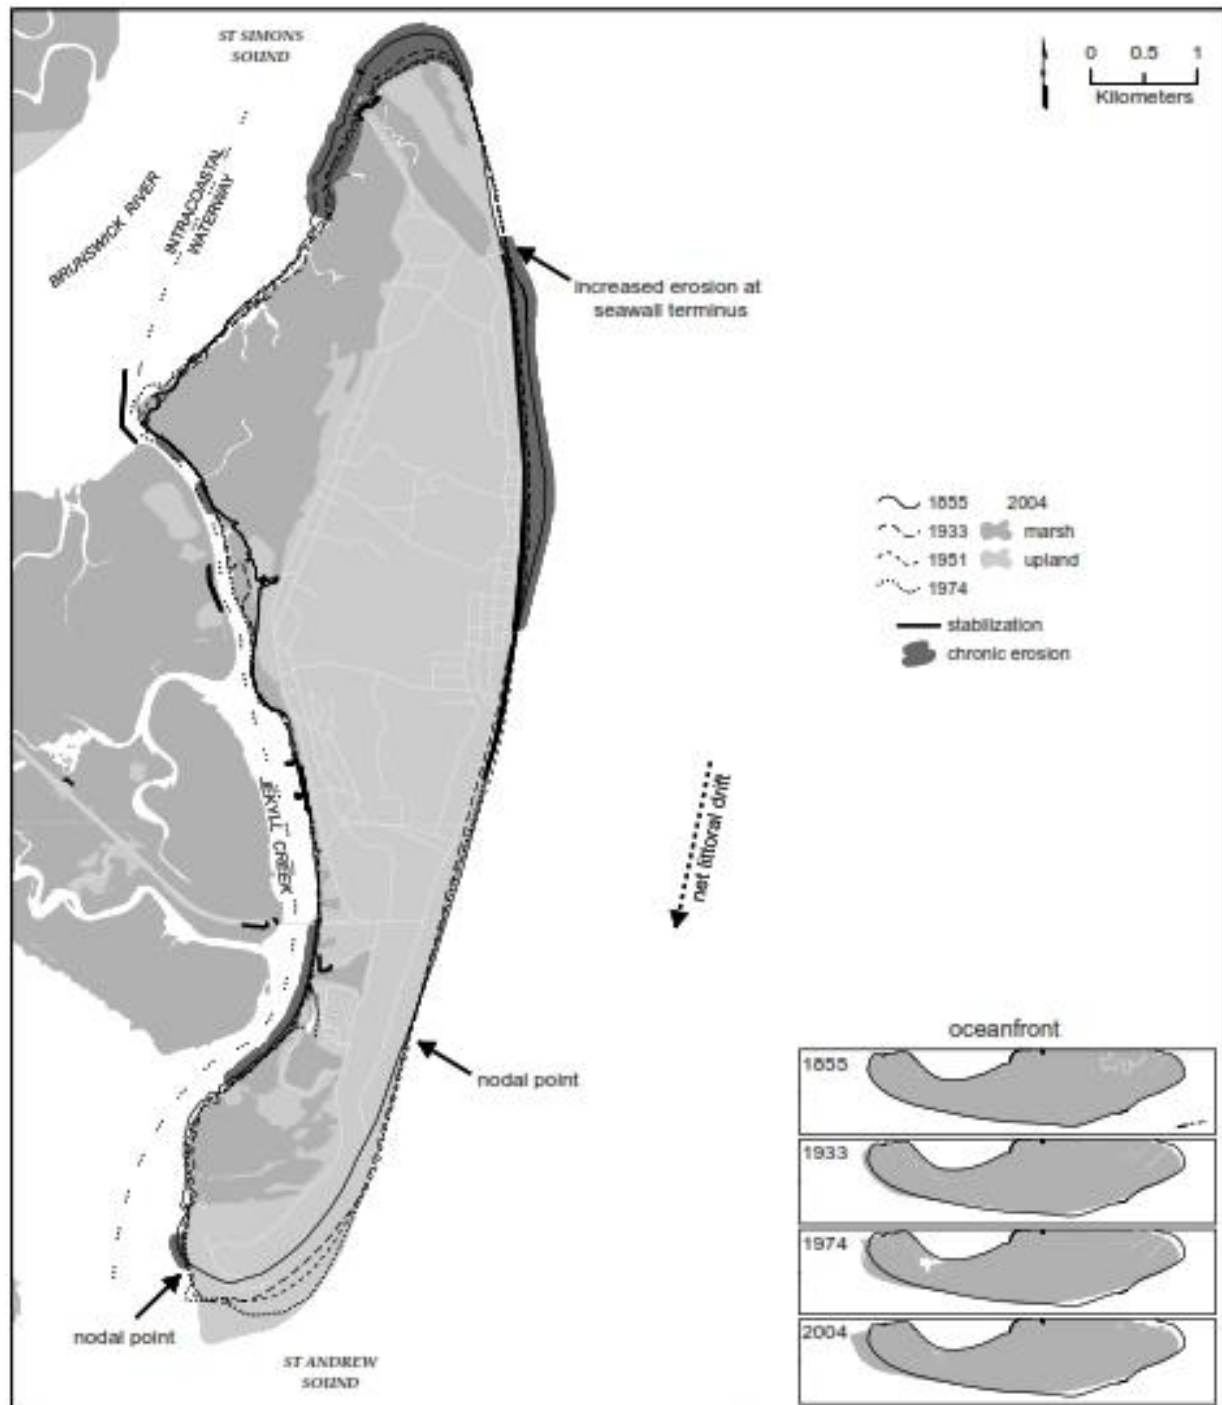 ST SIMONS
SOUND
0 0.5 1
Kilometers
BRUNSWICK RIVER
INTRACOASTAL
WATERWAY
increased erosion at
seawall terminus
1855 2004
1933 marsh
1951 upland
1974
stabilization
chronic erosion
net littoral drift
JEKYLL CREEK
nodal point
nodal point
ST ANDREW
SOUND
oceanfront
1855
1933
1974
2004